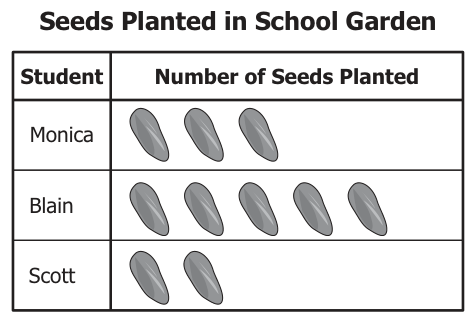 Seeds Planted in School Garden
Student Number of Seeds Planted
Monica
Blain
Scott